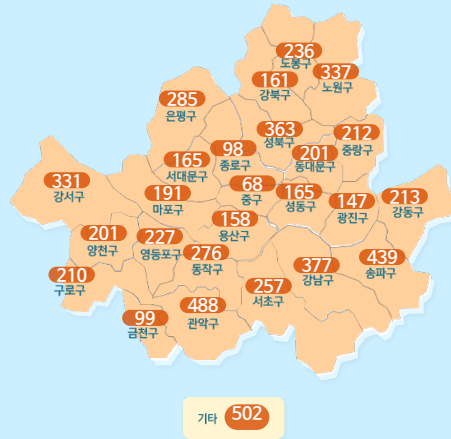 236
도봉구
337
노원구
161
강북구
285
은평구
363
성북구
212
중랑구
98
종로구
201
동대문구
165
서대문구
331
강서구
191
마포구
68
중구
165
성동구
147
광진구
213
강동구
158
용산구
201
양천구
227
영등포구
276
동작구
439
송파구
377
강남구
210
구로구
257
서초구
488
관악구
99
금천구
기타 502